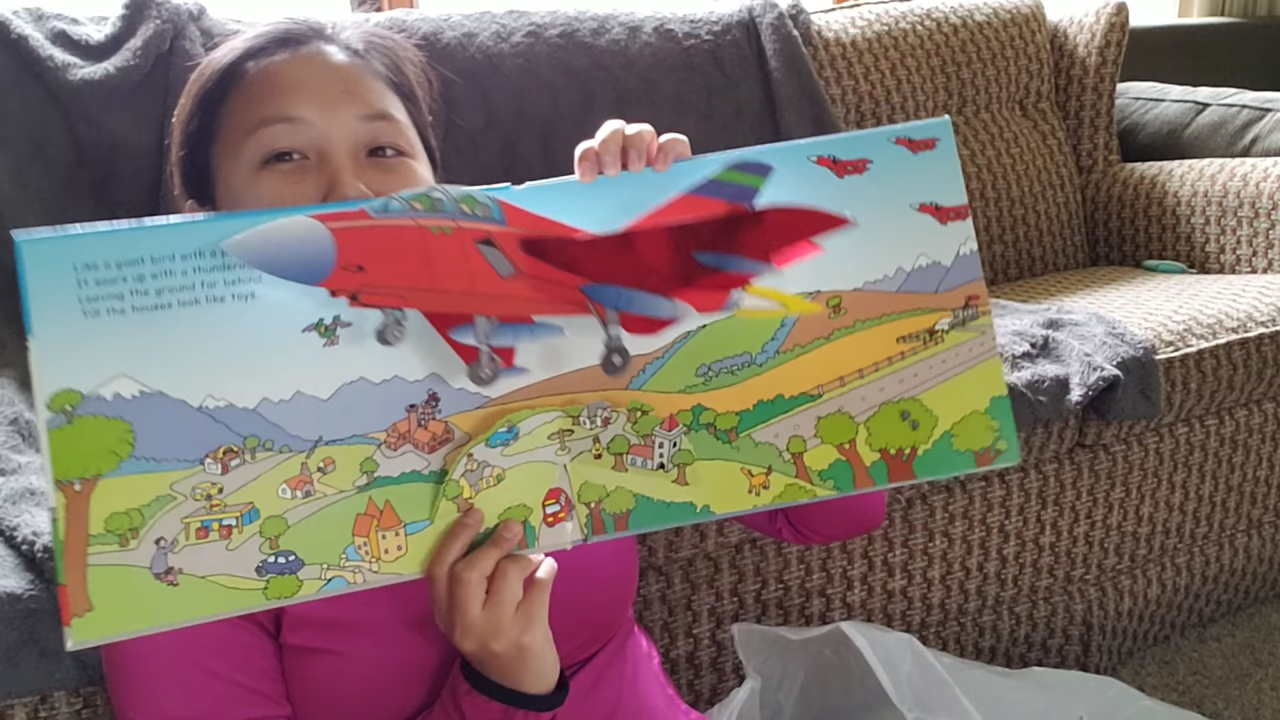 Like a giant bird with a
It soars up with a thundering
Leaving the ground far behind
Till the houses look like toys.